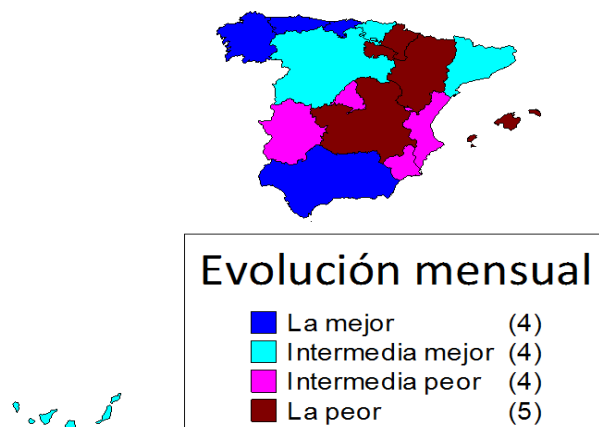 Evolución mensual
La mejor (4)
Intermedia mejor (4)
Intermedia peor (4)
La peor (5)